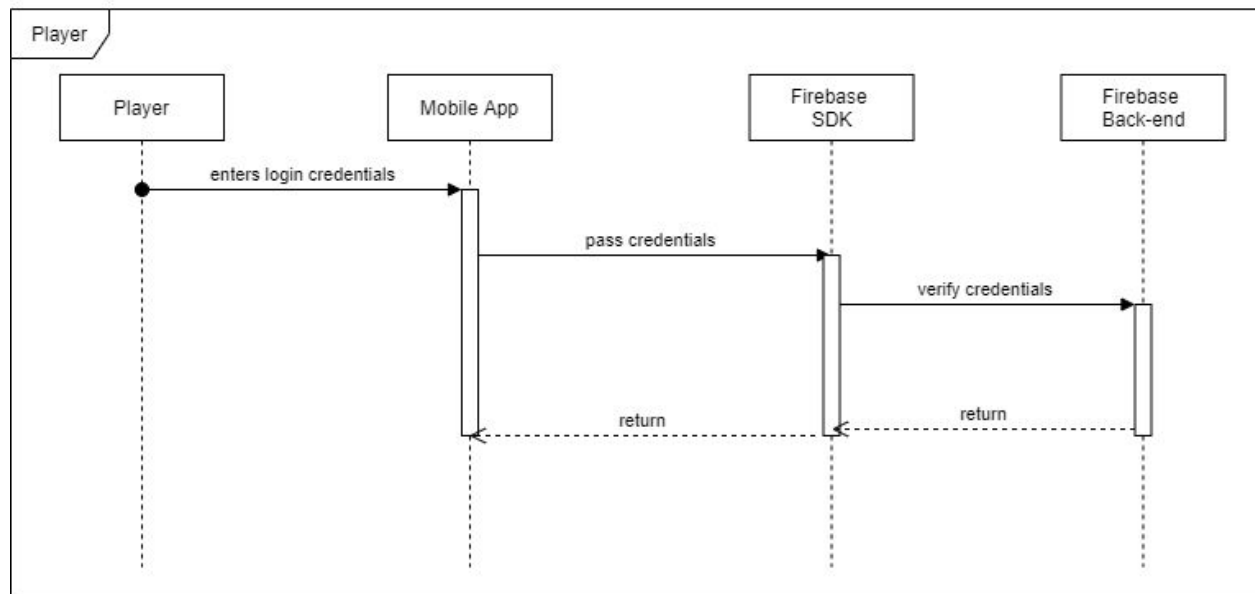 Player
Player
Mobile App
Firebase
SDK
Firebase
Back-end
enters login credentials
pass credentials
verify credentials
return
return